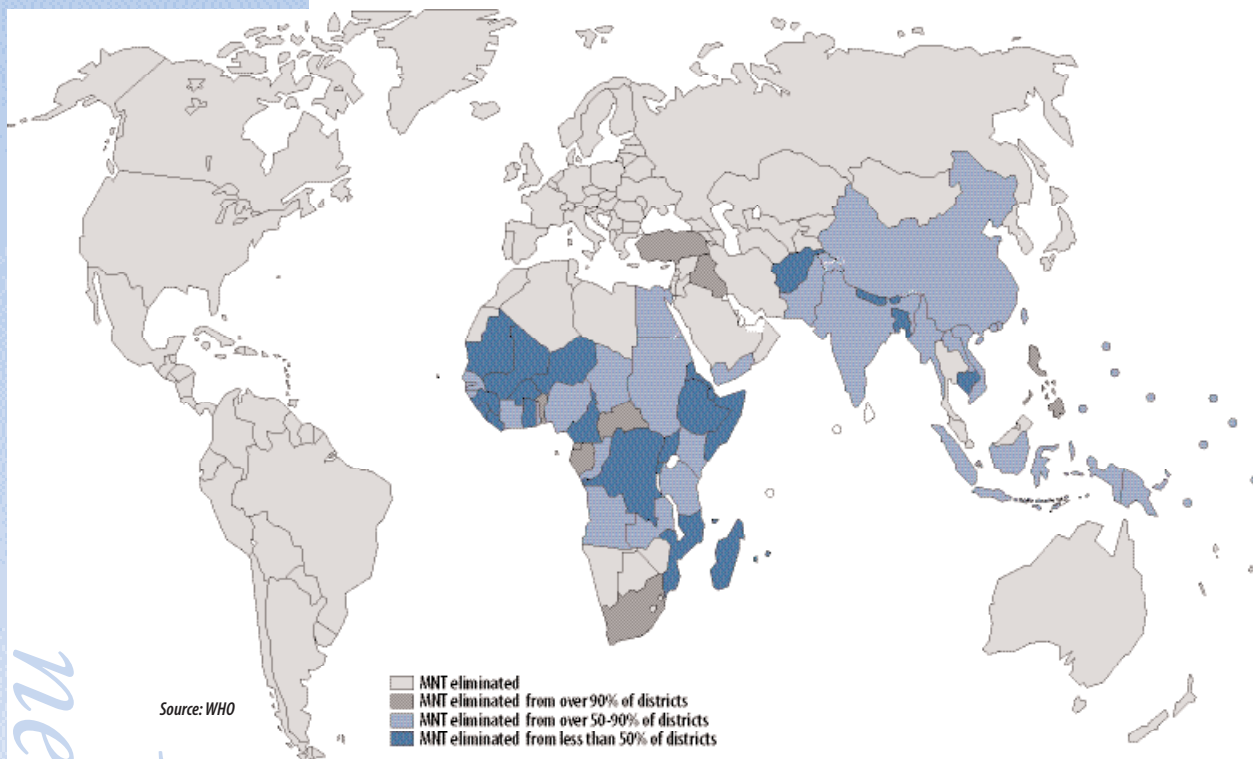 MNT eliminated
MNT eliminated from over 90% of districts
MNT eliminated from over 50-90% of districts
MNT eliminated from less than 50% of districts
Source: WHO
ne